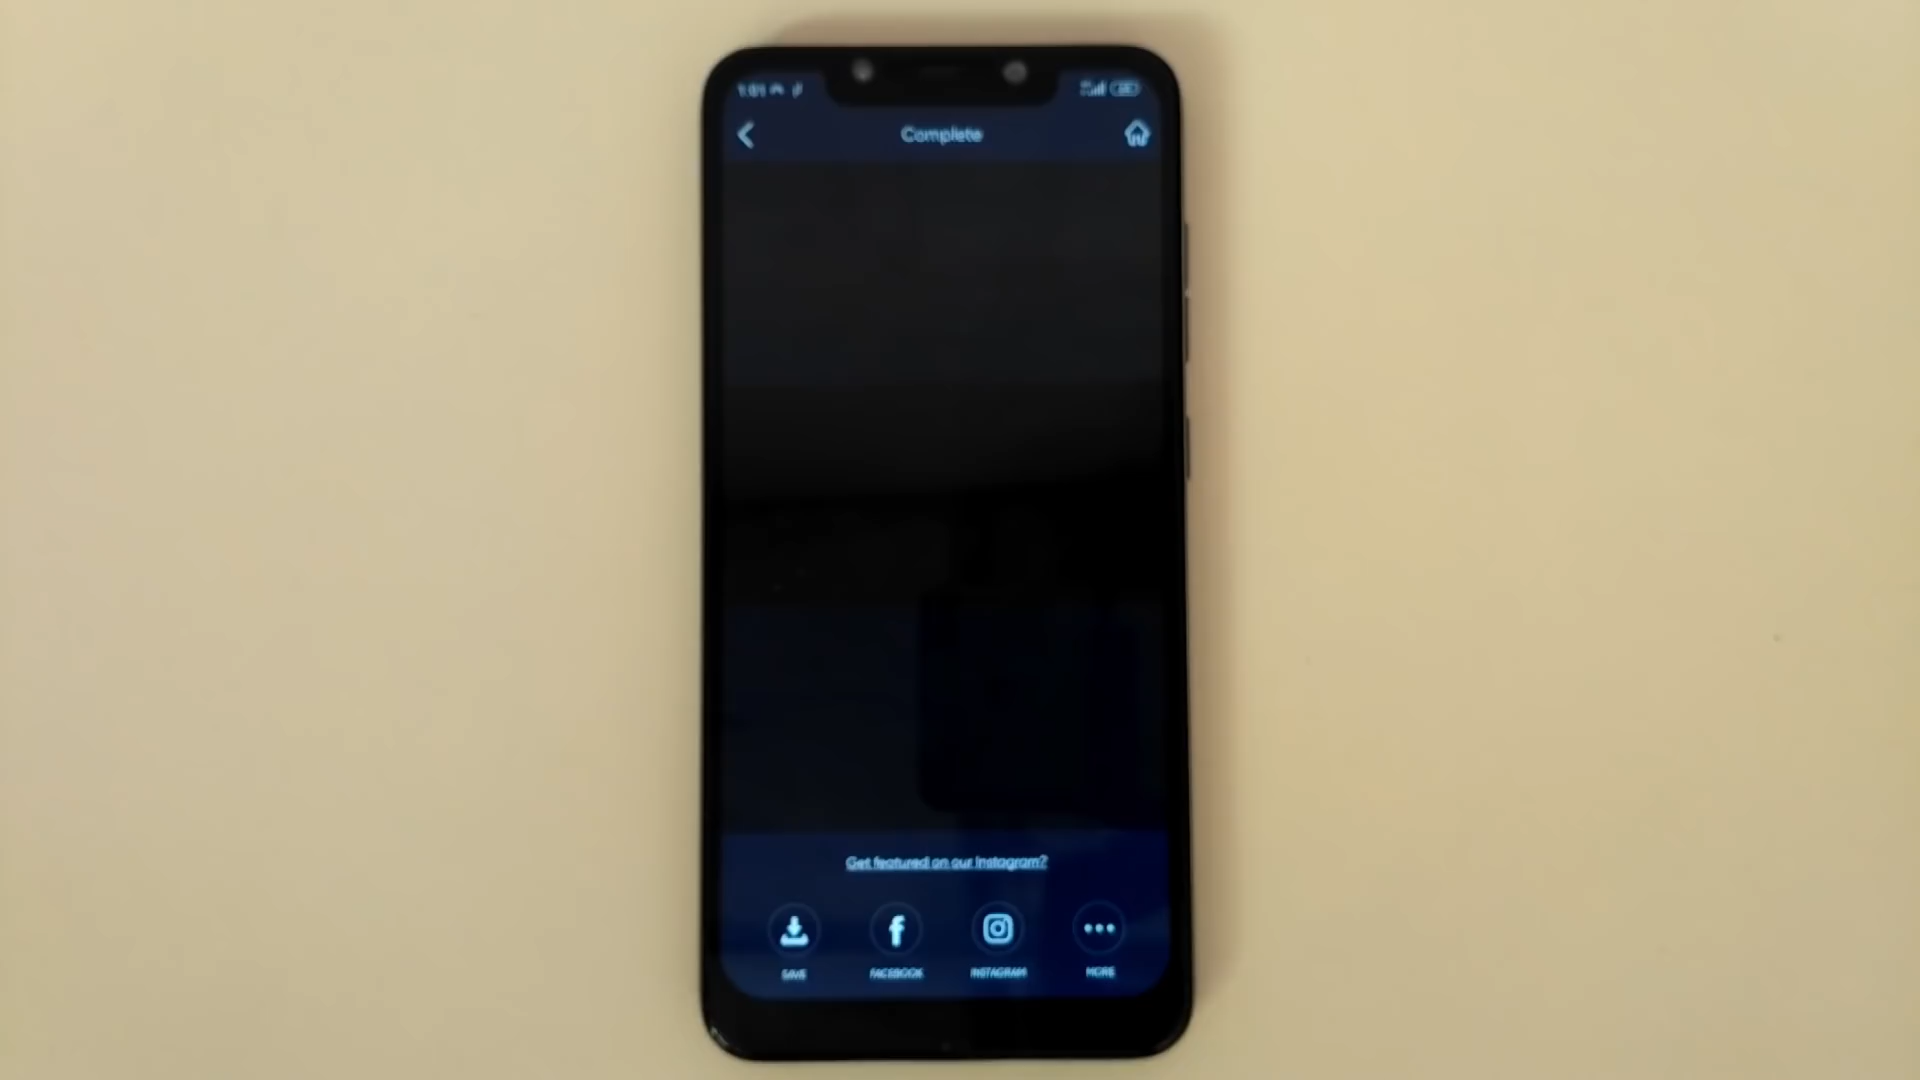 Complete
Get featured on our Instagram?
SAVE FACEBOOK INSTAGRAM MORE